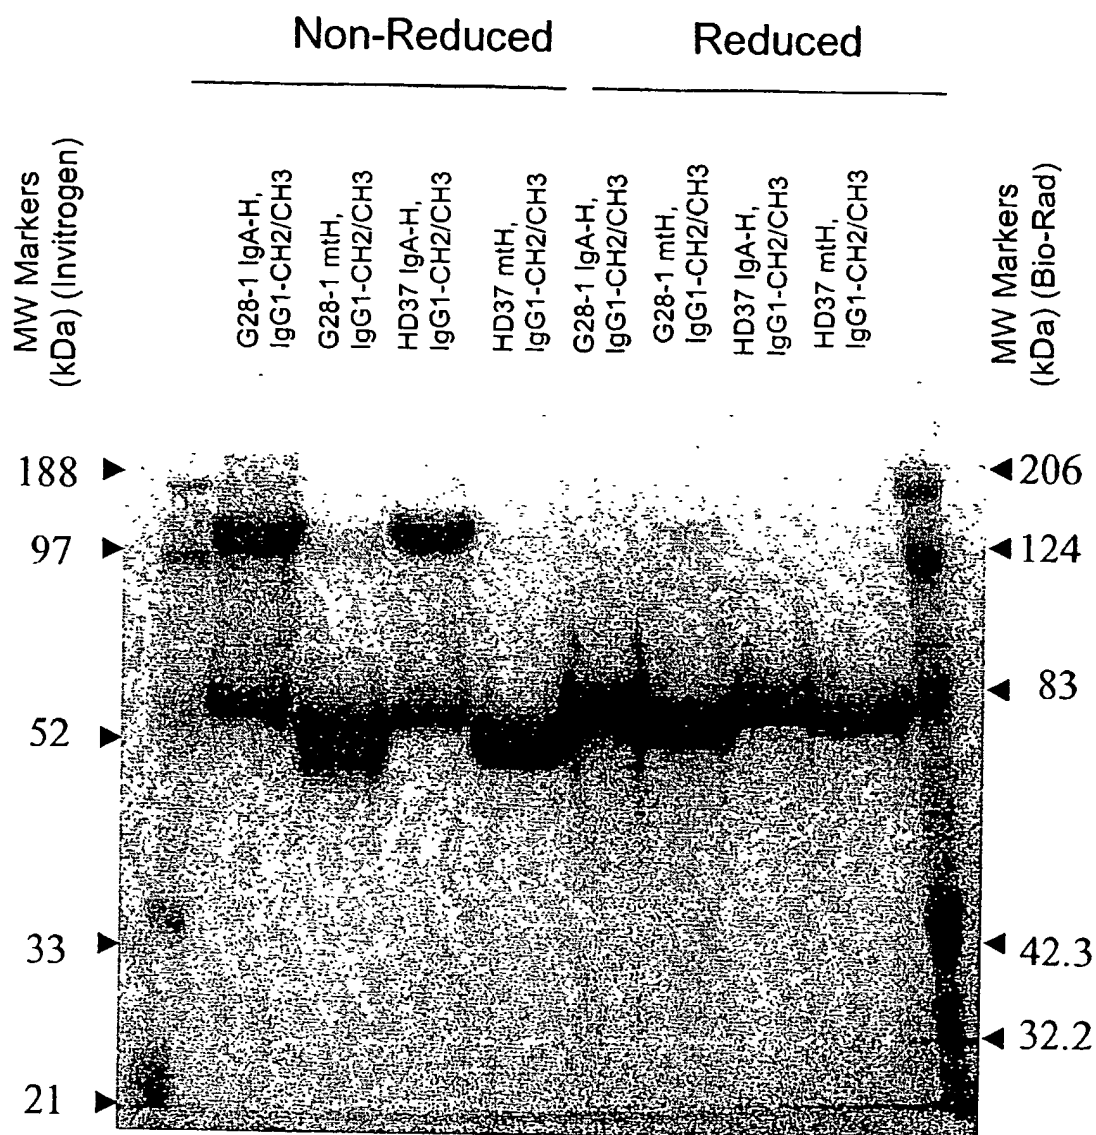 Non-Reduced
Reduced
MW Markers
(kDa) (Invitrogen)
G28-1 IgA-H,
IgG1-CH2/CH3
G28-1 mtH,
IgG1-CH2/CH3
HD37 IgA-H,
IgG1-CH2/CH3
HD37 mtH,
IgG1-CH2/CH3
G28-1 IgA-H,
IgG1-CH2/CH3
G28-1 mtH,
IgG1-CH2/CH3
HD37 IgA-H,
IgG1-CH2/CH3
HD37 mtH,
IgG1-CH2/CH3
MW Markers
(kDa) (Bio-Rad)
188
97
52
33
21
206
124
83
42.3
32.2